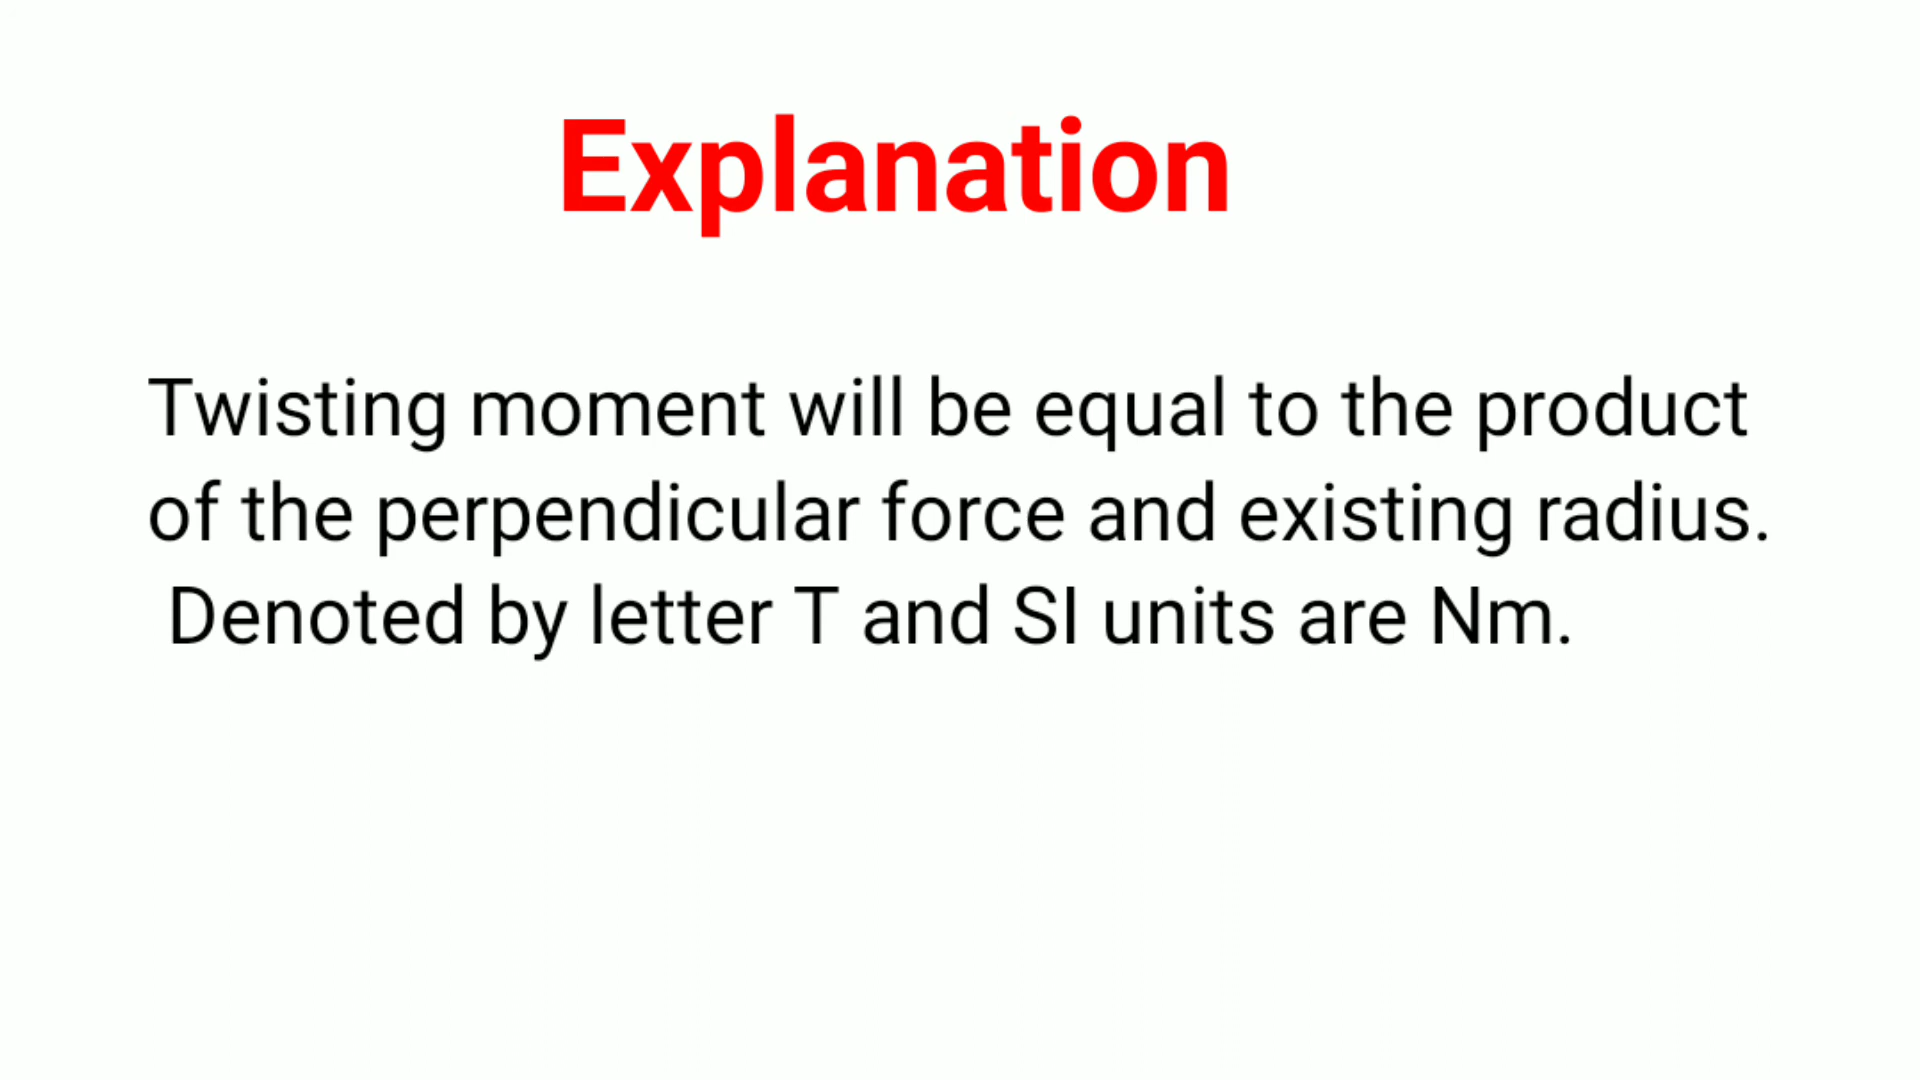 Explanation
Twisting moment will be equal to the product
of the perpendicular force and existing radius.
Denoted by letter T and SI units are Nm.